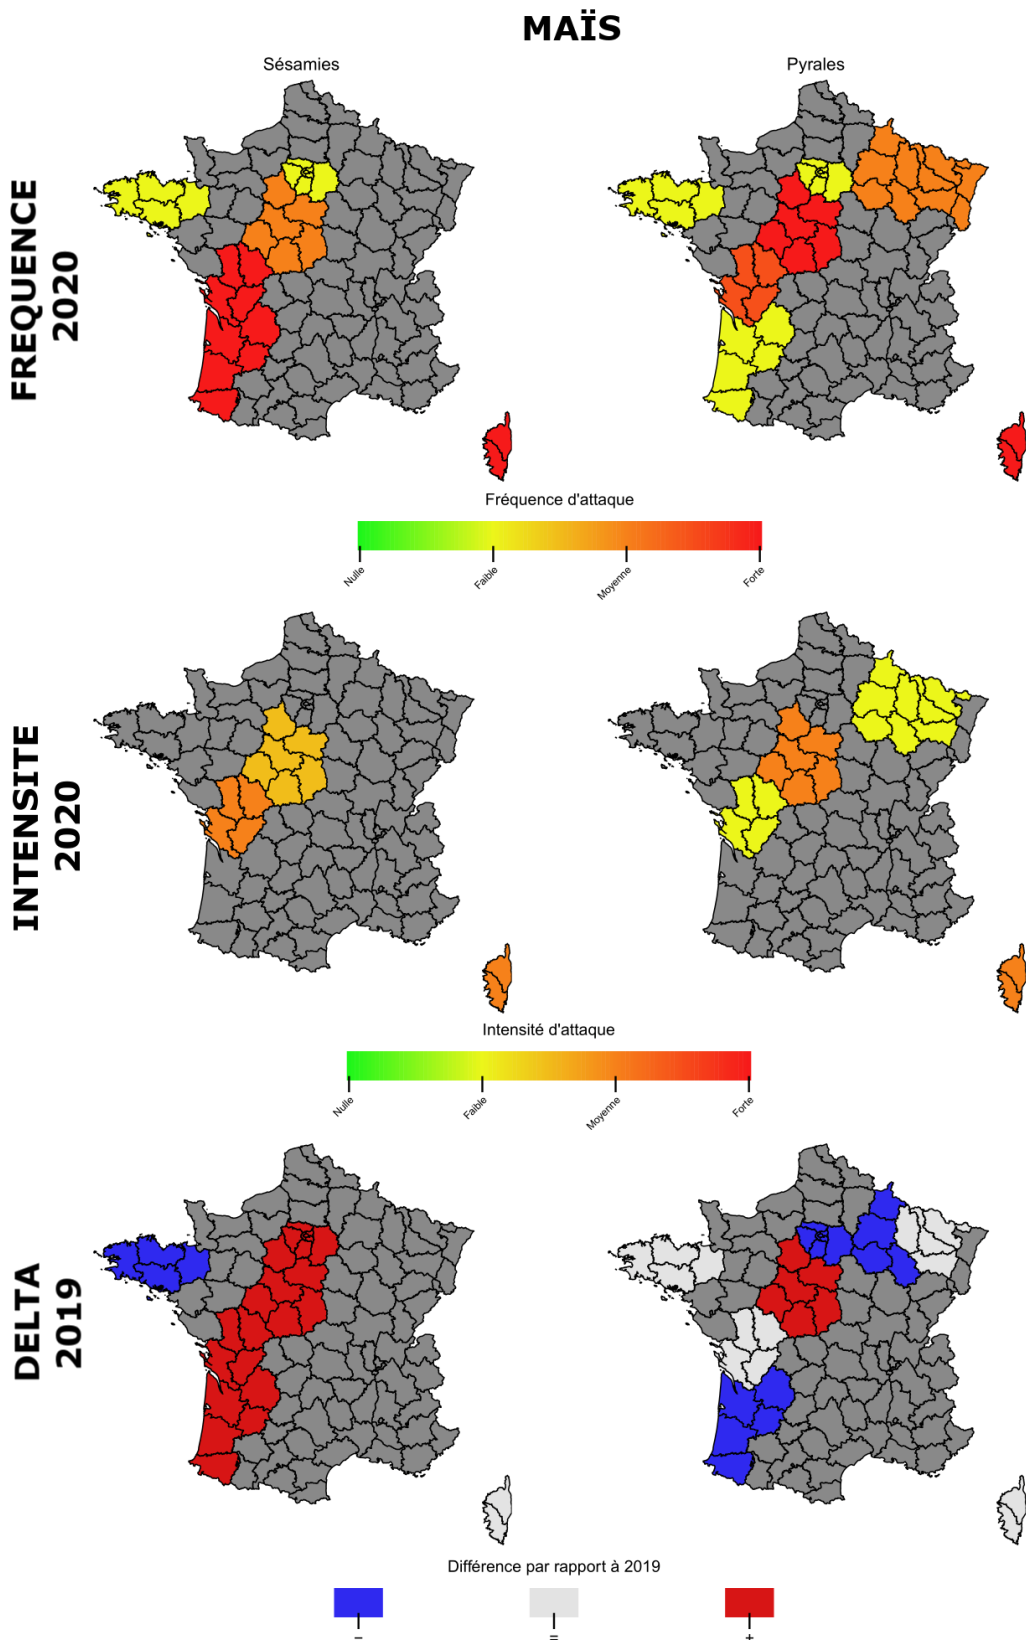 MAÏS
Sésamies
Pyrales
FREQUENCE
2020
Fréquence d'attaque
Nulle
Faible
Moyenne
Forte
INTENSITE
2020
Intensité d'attaque
Nulle
Faible
Moyenne
Forte
DELTA
2019
Différence par rapport à 2019
−
=
+